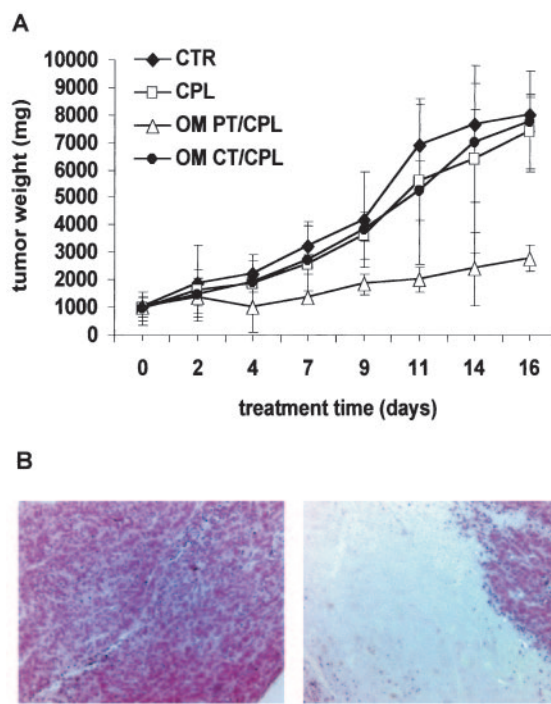 A
10000
9000
8000
7000
6000
5000
4000
3000
2000
1000
0
tumor weight (mg)
CTR
CPL
OM PT/CPL
OM CT/CPL
0 2 4 7 9 11 14 16
treatment time (days)
B